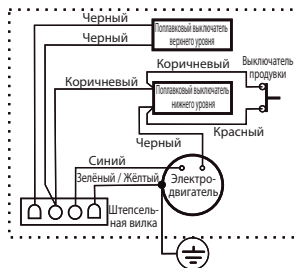 Черный
Черный
Поплавковый выключатель
верхнего уровня
Коричневый
Выключатель
продувки
Коричневый
Поплавковый выключатель
нижнего уровня
Красный
Черный
Синий
Зелёный / Жёлтый
Электро-
двигатель
Штепсель-
ная вилка